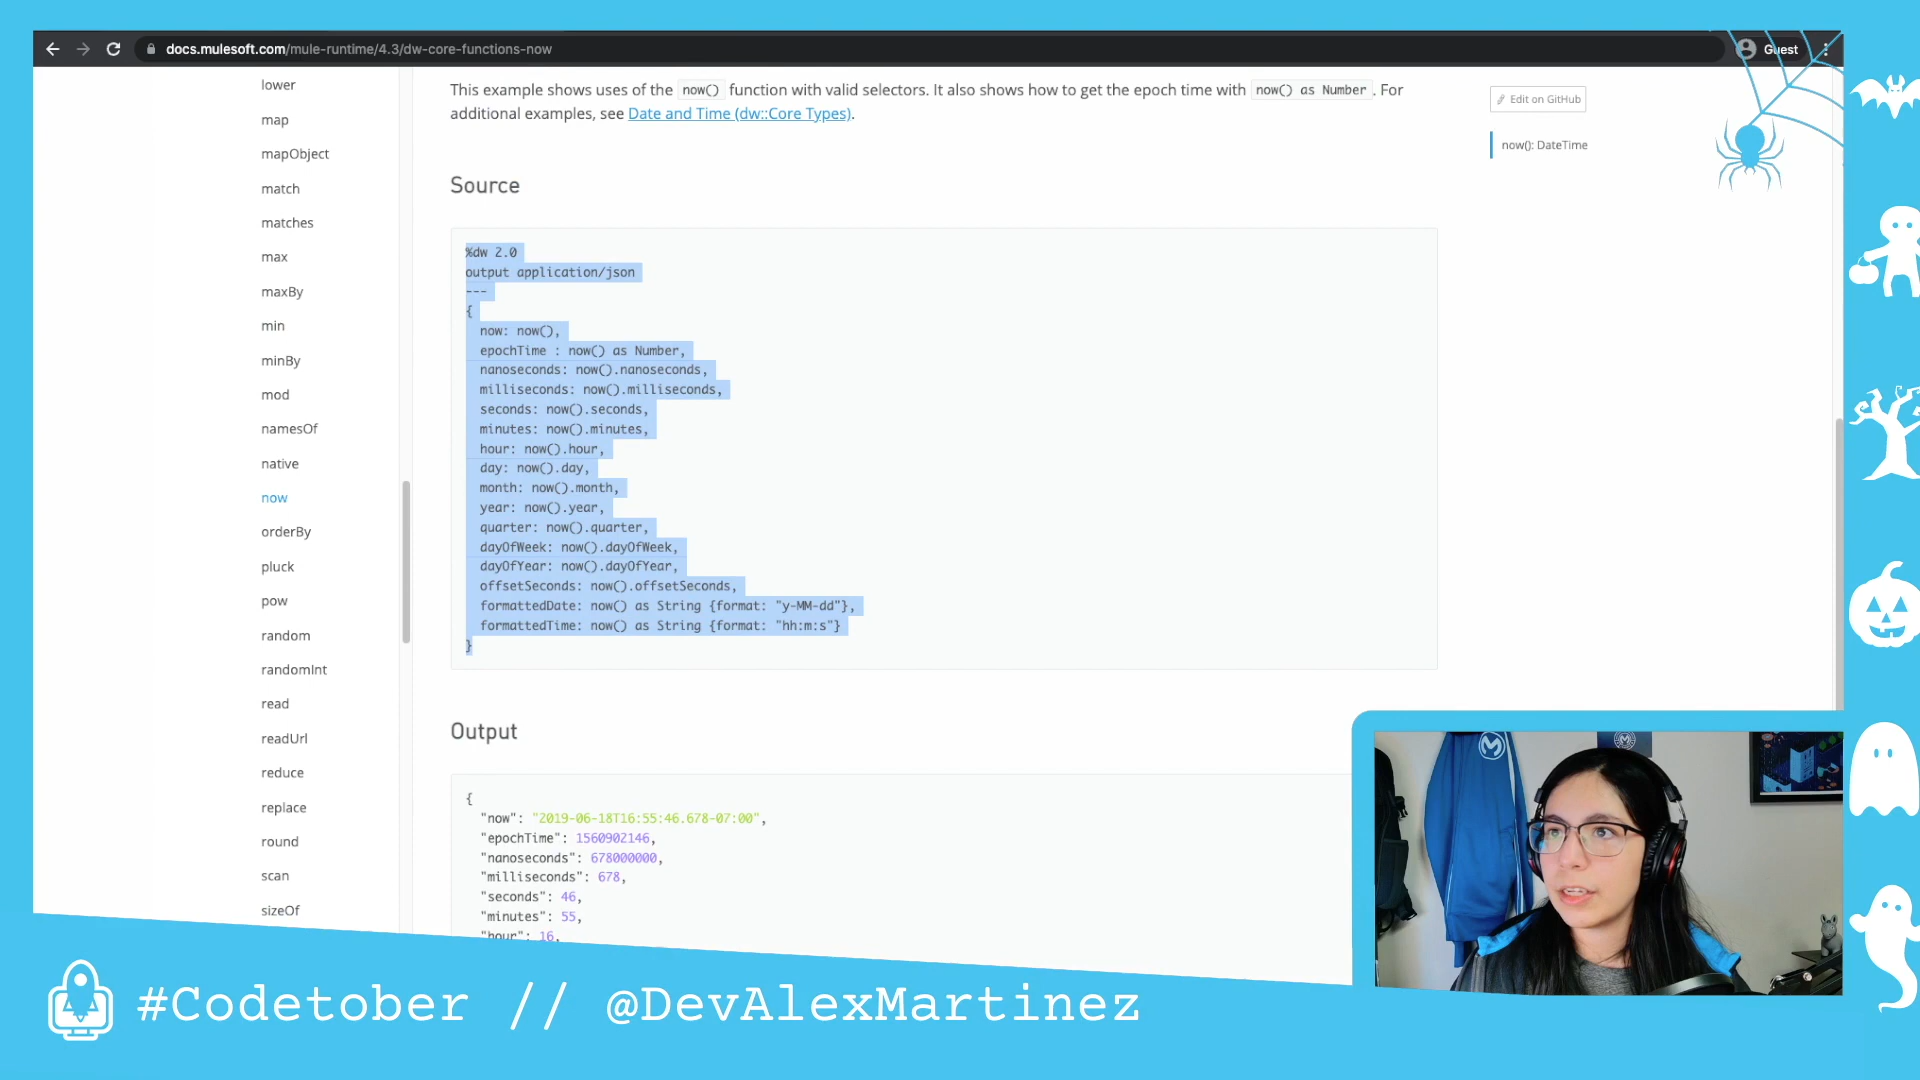 docs.mulesoft.com/mule-runtime/4.3/dw-core-functions-now
Guest
lower
map
mapObject
match
matches
max
maxBy
min
minBy
mod
namesOf
native
now
orderBy
pluck
pow
random
randomInt
read
readUrl
reduce
replace
round
scan
sizeOf
This example shows uses of the now() function with valid selectors. It also shows how to get the epoch time with now() as Number . For
additional examples, see Date and Time (dw::Core Types).
Source
%dw 2.0
output application/json
---
{
now: now(),
epochTime : now() as Number,
nanoseconds: now().nanoseconds,
milliseconds: now().milliseconds,
seconds: now().seconds,
minutes: now().minutes,
hour: now().hour,
day: now().day,
month: now().month,
year: now().year,
quarter: now().quarter,
dayOfWeek: now().dayOfWeek,
dayOfYear: now().dayOfYear,
offsetSeconds: now().offsetSeconds,
formattedDate: now() as String {format: "y-MM-dd"},
formattedTime: now() as String {format: "hh:m:s"}
}
Output
{
"now": "2019-06-18T16:55:46.678-07:00",
"epochTime": 1560902146,
"nanoseconds": 678000000,
"milliseconds": 678,
"seconds": 46,
"minutes": 55,
"hour": 16,
Edit on GitHub
now(): DateTime
#Codetober // @DevAlexMartinez